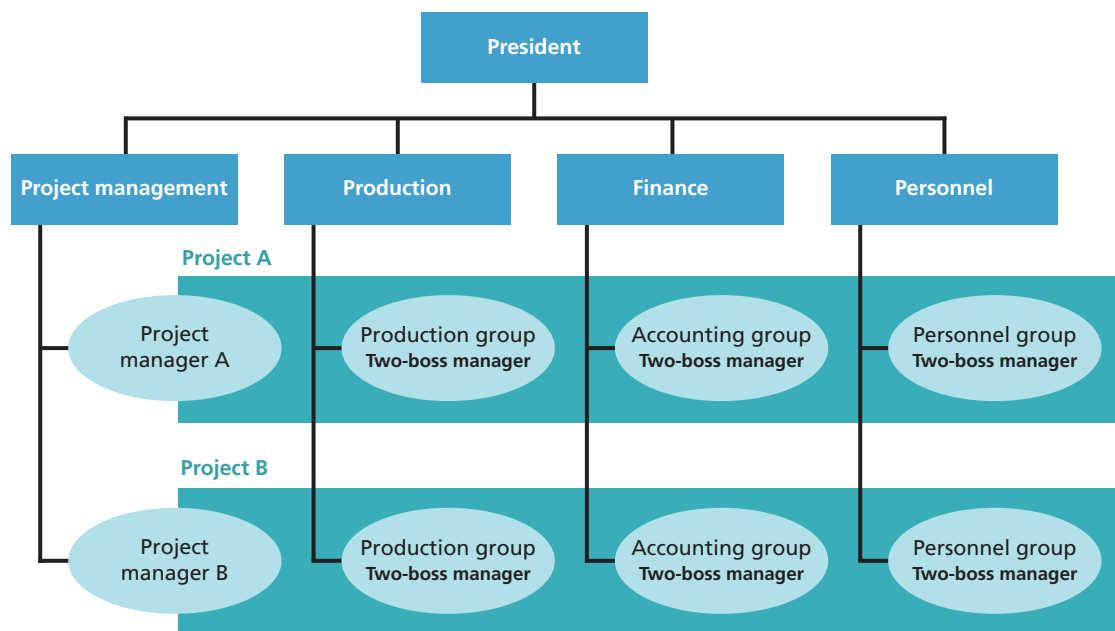 President
Project management
Production
Finance
Personnel
Project A
Project
manager A
Production group
Two-boss manager
Accounting group
Two-boss manager
Personnel group
Two-boss manager
Project B
Project
manager B
Production group
Two-boss manager
Accounting group
Two-boss manager
Personnel group
Two-boss manager